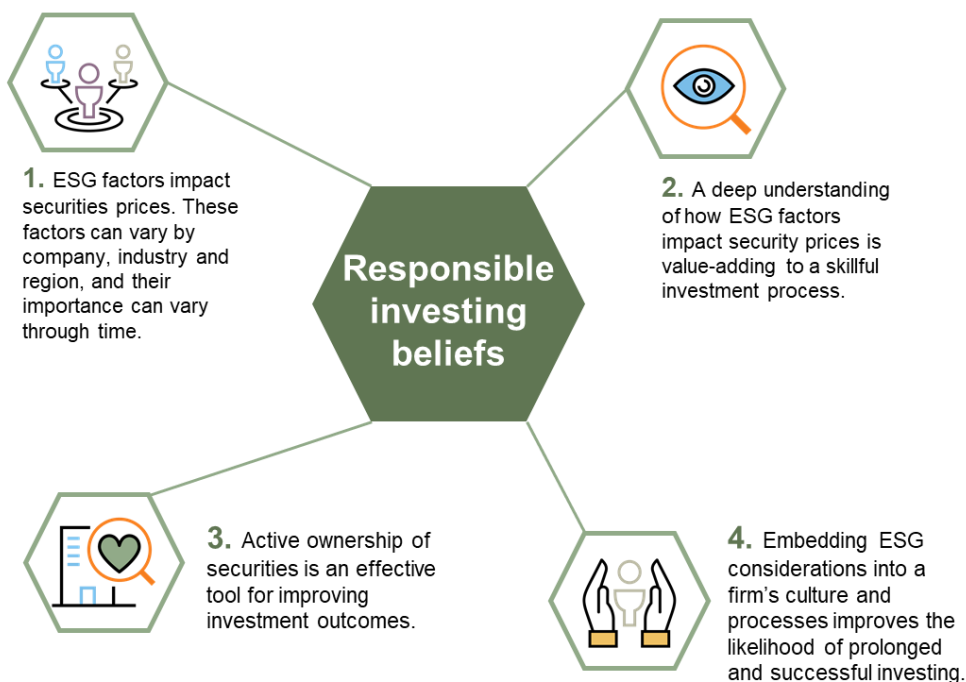 Responsible
investing
beliefs
1. ESG factors impact
securities prices. These
factors can vary by
company, industry and
region, and their
importance can vary
through time.
2. A deep understanding
of how ESG factors
impact security prices is
value-adding to a skillful
investment process.
3. Active ownership of
securities is an effective
tool for improving
investment outcomes.
4. Embedding ESG
considerations into a
firm's culture and
processes improves the
likelihood of prolonged
and successful investing.